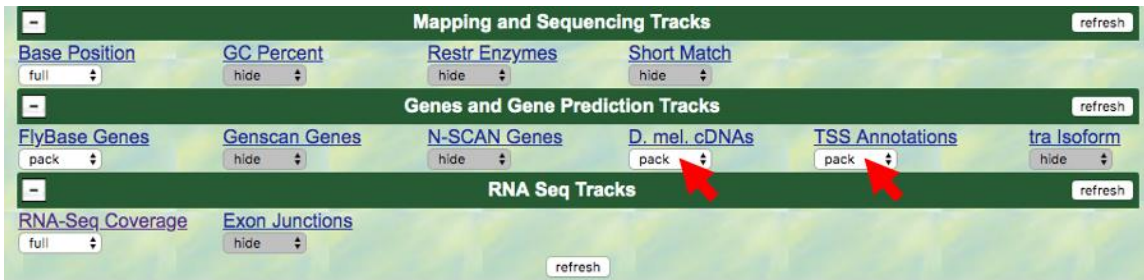 - Mapping and Sequencing Tracks refresh
Base Position GC Percent Restr Enzymes Short Match
full hide hide hide
- Genes and Gene Prediction Tracks refresh
FlyBase Genes Genscan Genes N-SCAN Genes D. mel. cDNAs TSS Annotations tra Isoform
pack hide hide pack pack hide
- RNA Seq Tracks refresh
RNA-Seq Coverage Exon Junctions
full hide
refresh